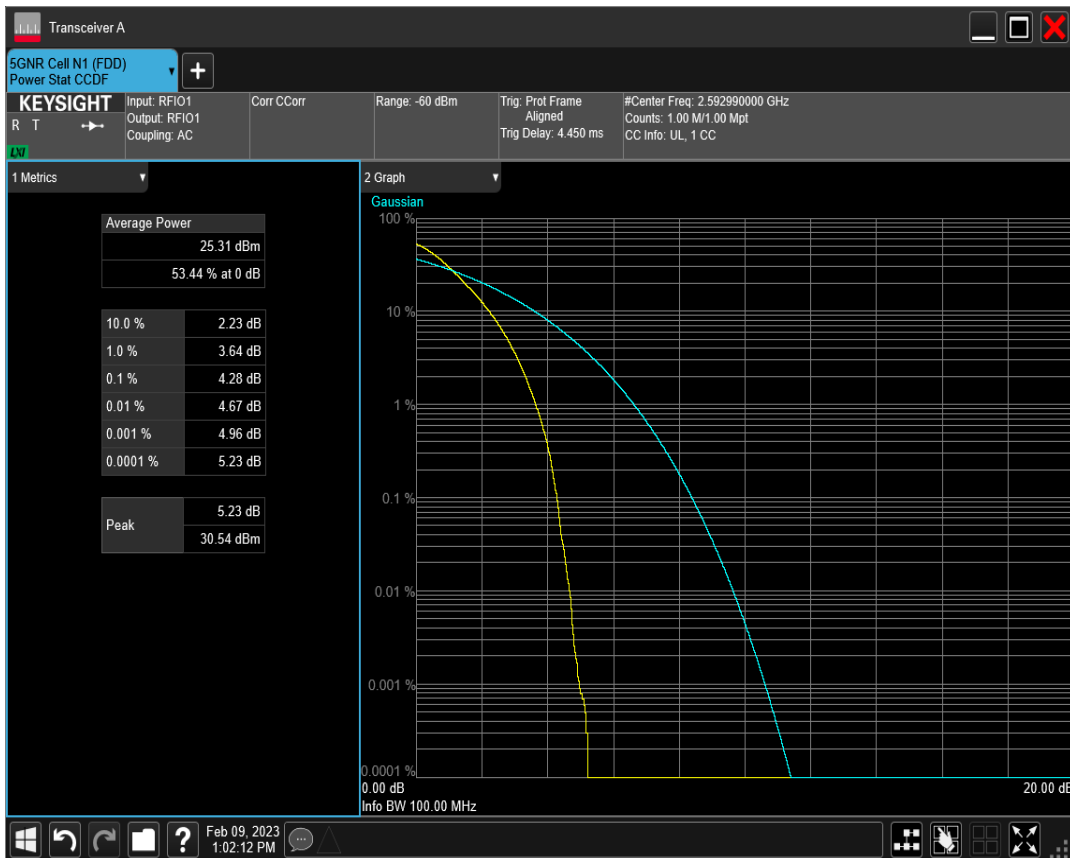 Transceiver A
5GNR Cell N1 (FDD)
Power Stat CCDF
+
KEYSIGHT
R T
LXI
Input: RFIO1
Output: RFIO1
Coupling: AC
Corr CCorr
Range: -60 dBm
Trig: Prot Frame
Aligned
Trig Delay: 4.450 ms
#Center Freq: 2.592990000 GHz
Counts: 1.00 M/1.00 Mpt
CC Info: UL, 1 CC
1 Metrics
Average Power
25.31 dBm
53.44 % at 0 dB
10.0 % 2.23 dB
1.0 % 3.64 dB
0.1 % 4.28 dB
0.01 % 4.67 dB
0.001 % 4.96 dB
0.0001 % 5.23 dB
Peak 5.23 dB
30.54 dBm
2 Graph
Gaussian
100 %
10 %
1 %
0.1 %
0.01 %
0.001 %
0.0001 %
0.00 dB 20.00 dB
Info BW 100.00 MHz
? Feb 09, 2023
1:02:12 PM